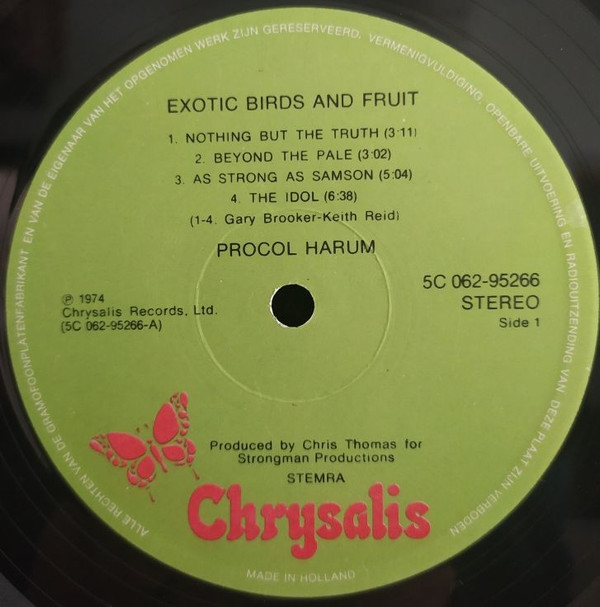 ALLE RECHTEN VAN DE GRAMOFOONPLATENFABRIKANT EN VAN DE EIGENAAR VAN HET OPGENOMEN WERK ZIJN GERESERVEERD. VERMENIGVULDIGING, OPENBARE UITVOERING EN RADIOUITZENDING VAN DEZE PLAAT ZIJN VERBODEN
EXOTIC BIRDS AND FRUIT
1. NOTHING BUT THE TRUTH (3:11)
2. BEYOND THE PALE (3:02)
3. AS STRONG AS SAMSON (5:04)
4. THE IDOL (6:38)
(1-4. Gary Brooker-Keith Reid)
PROCOL HARUM
℗ 1974
Chrysalis Records, Ltd.
(5C 062-95266-A)
5C 062-95266
STEREO
Side 1
Produced by Chris Thomas for
Strongman Productions
STEMRA
Chrysalis
MADE IN HOLLAND